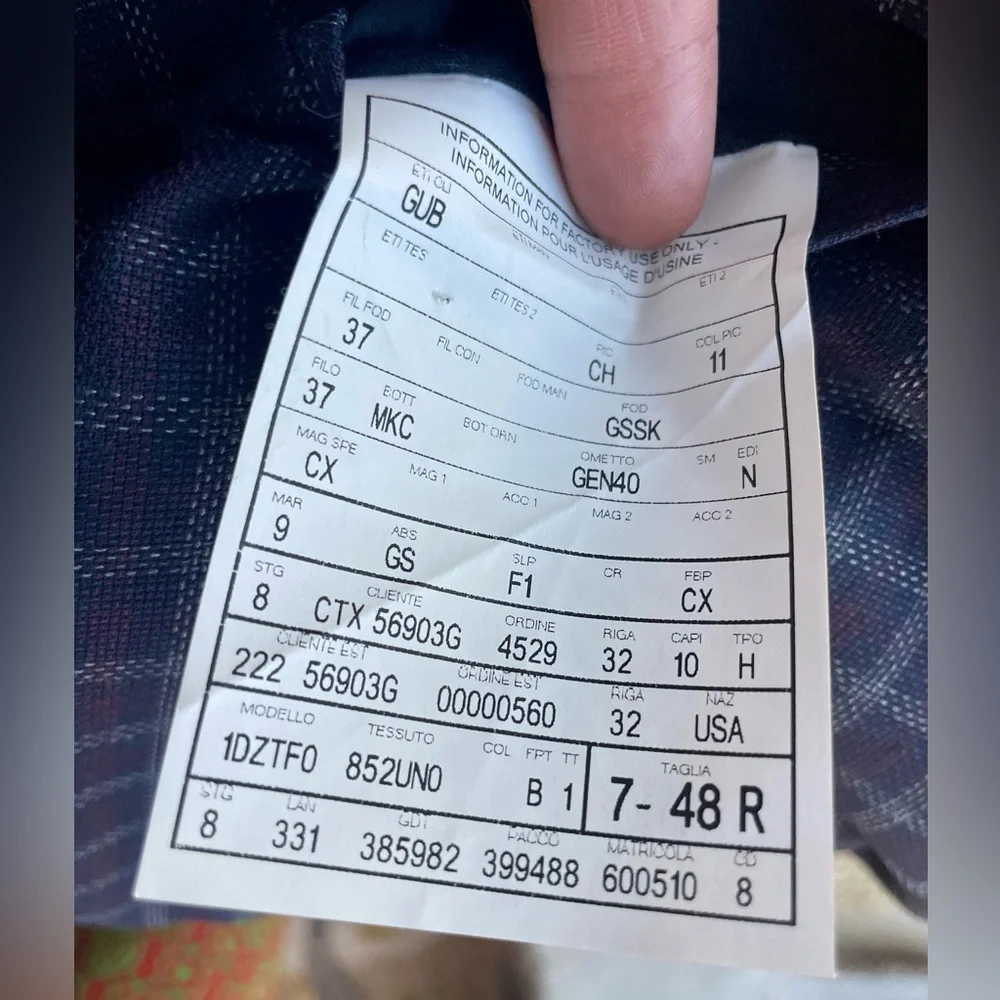 INFORMATION FOR FACTORY USE ONLY -
INFORMATION POUR L'USAGE D'USINE
ETI CLI ETI 2
GUB
ETI TES ETI TES 2 PIC COL PIC
CH 11
FIL FOD FIL CON FOD MAN FOD
37 GSSK
FILO BOTT BOT ORN OMETTO SM EDI
37 MKC GEN40 N
MAG SPE MAG 1 ACC 1 MAG 2 ACC 2
CX
MAR ABS SLP CR FBP
9 GS F1 CX
STG CLIENTE ORDINE RIGA CAPI TPO
8 CTX 56903G 4529 32 10 H
CLIENTE EST ORDINE EST RIGA NAZ
222 56903G 00000560 32 USA
MODELLO TESSUTO COL FPT TT TAGLIA
1DZTF0 852UN0 B 1 7- 48 R
STG LAN GDT PACCO MATRICOLA CD
8 331 385982 399488 600510 8